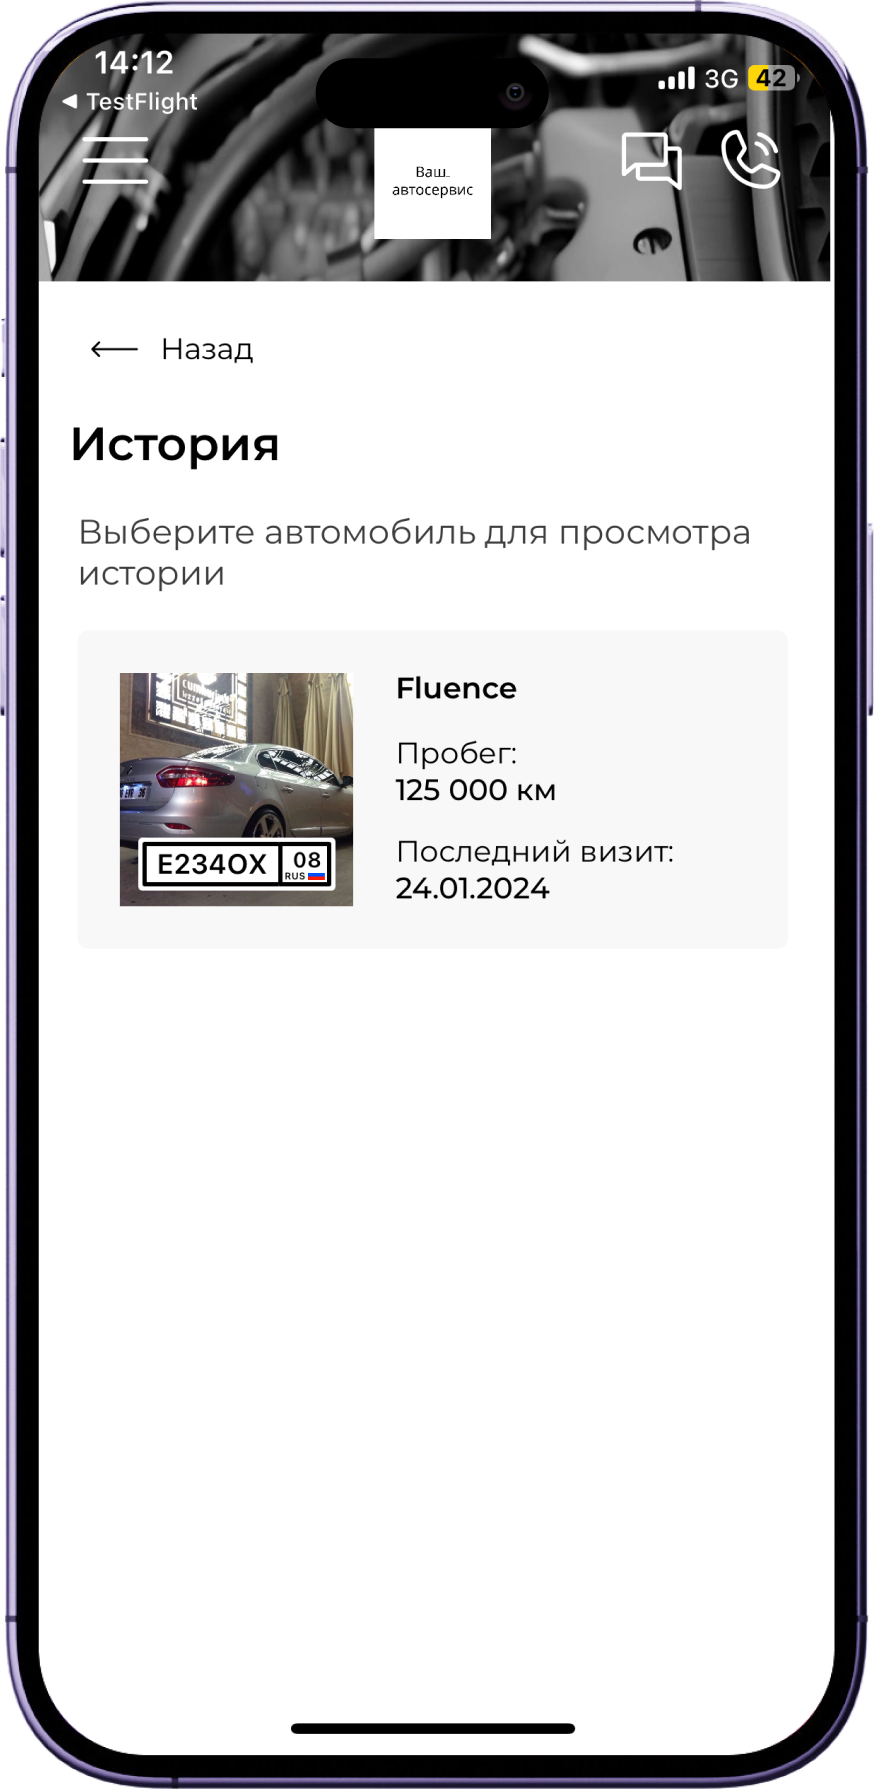 14:12
3G 42
◀ TestFlight
Ваш
автосервис
Назад
История
Выберите автомобиль для просмотра
истории
Fluence
Пробег:
125 000 км
Последний визит:
24.01.2024
E234OX 08
RUS